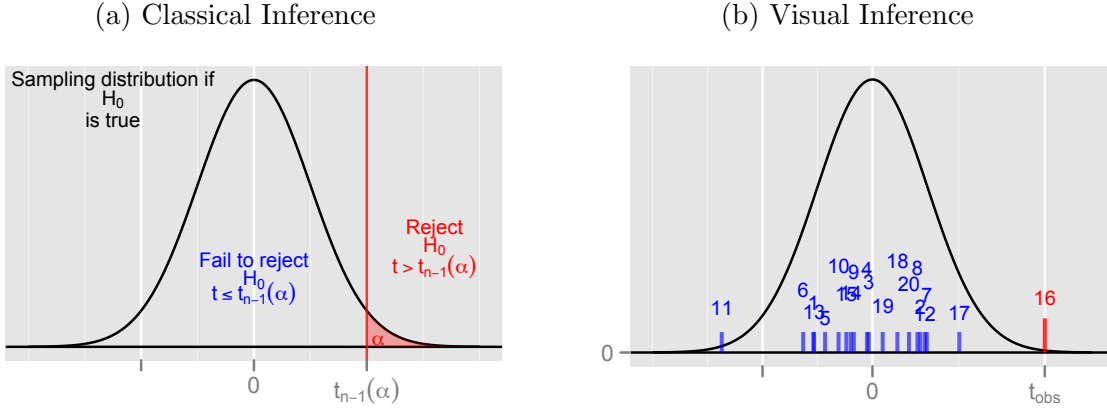 (a) Classical Inference
Sampling distribution if
H₀
is true
Reject
H₀
t > tₙ₋₁(α)
Fail to reject
H₀
t ≤ tₙ₋₁(α)
α
0
tₙ₋₁(α)
(b) Visual Inference
18
10
4
8
9
3
20
6
15
14
7
16
11
1
13
19
2
12
17
5
0
0
t_obs